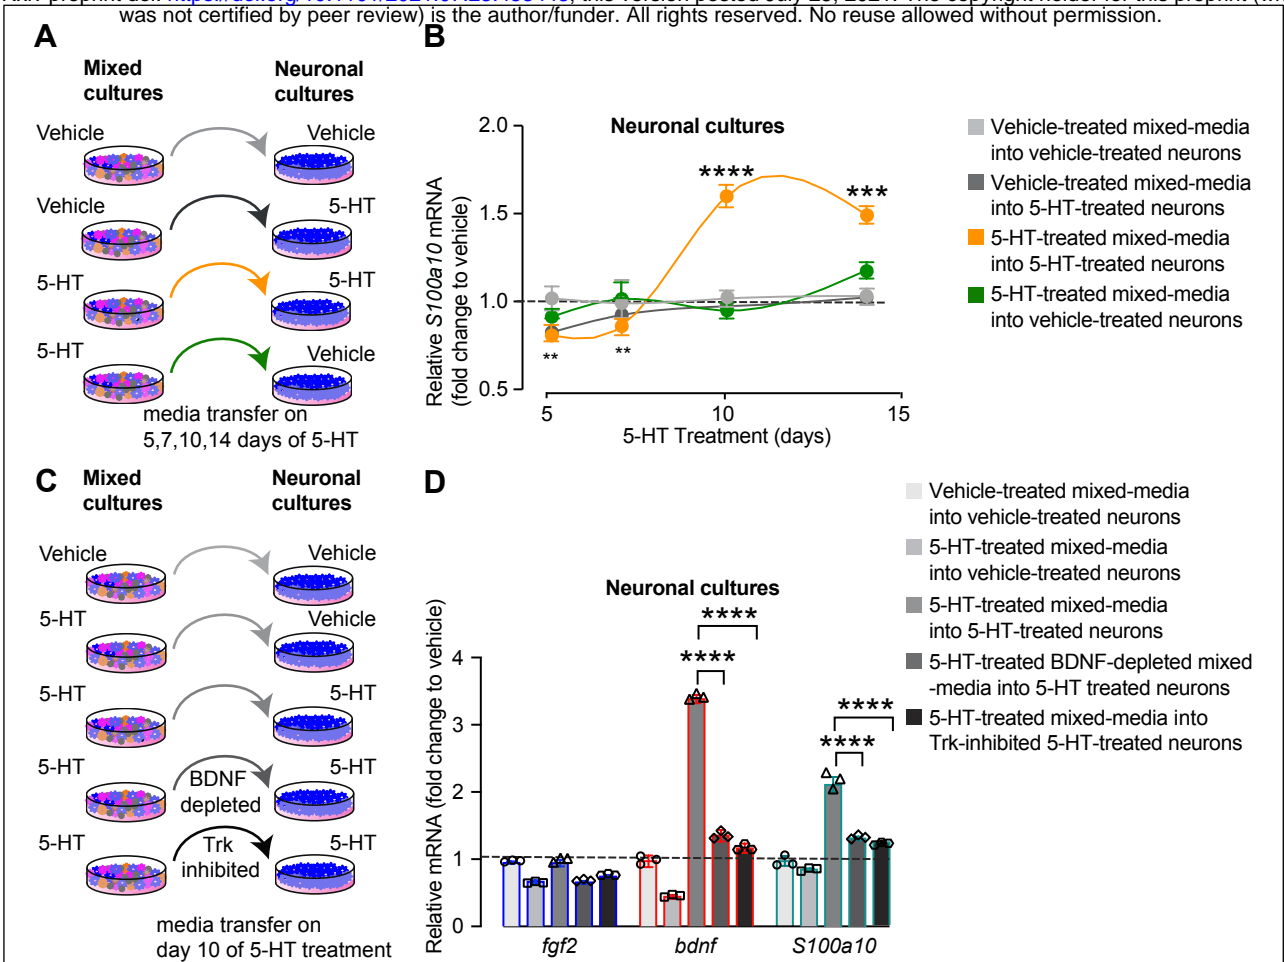 was not certified by peer review) is the author/funder. All rights reserved. No reuse allowed without permission.
A
Mixed
cultures
Neuronal
cultures
Vehicle
Vehicle
Vehicle
5-HT
5-HT
5-HT
5-HT
Vehicle
media transfer on
5,7,10,14 days of 5-HT
B
Neuronal cultures
Relative S100a10 mRNA
(fold change to vehicle)
2.0
1.5
1.0
0.5
****
***
**
**
5
10
15
5-HT Treatment (days)
Vehicle-treated mixed-media
into vehicle-treated neurons
Vehicle-treated mixed-media
into 5-HT-treated neurons
5-HT-treated mixed-media
into 5-HT-treated neurons
5-HT-treated mixed-media
into vehicle-treated neurons
C
Mixed
cultures
Neuronal
cultures
Vehicle
Vehicle
5-HT
Vehicle
5-HT
5-HT
5-HT
BDNF
depleted
5-HT
5-HT
Trk
inhibited
5-HT
media transfer on
day 10 of 5-HT treatment
D
Neuronal cultures
Relative mRNA (fold change to vehicle)
4
3
2
1
0
****
****
****
****
fgf2
bdnf
S100a10
Vehicle-treated mixed-media
into vehicle-treated neurons
5-HT-treated mixed-media
into vehicle-treated neurons
5-HT-treated mixed-media
into 5-HT-treated neurons
5-HT-treated BDNF-depleted mixed
-media into 5-HT treated neurons
5-HT-treated mixed-media into
Trk-inhibited 5-HT-treated neurons